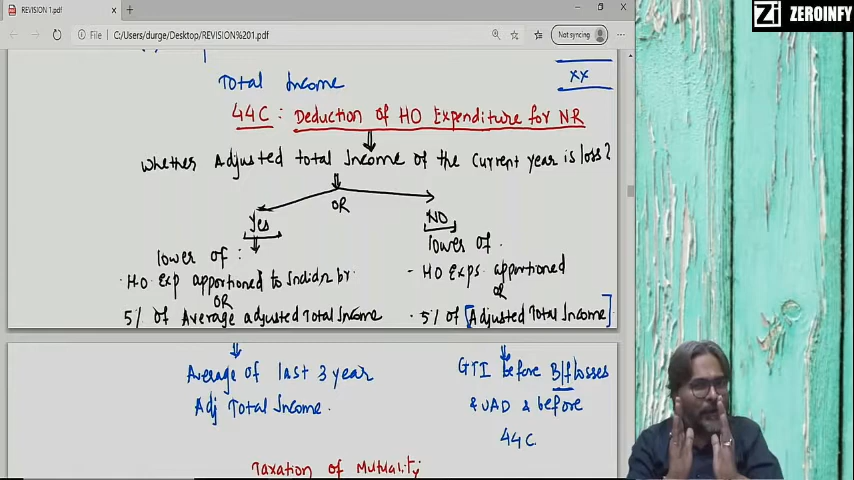 REVISION 1.pdf
File
C:/Users/durge/Desktop/REVISION%201.pdf
Not syncing
Zi ZEROINFY
Total Income
xx
44C : Deduction of HO Expenditure for NR
Whether Adjusted total Income of the Current year is loss?
OR
Yes
NO
lower of :
lower of .
· HO Exp apportioned to Indian br.
- HO Exps apportioned
OR
OR
5% of Average adjusted Total Income
· 5% of [Adjusted Total Income]
Average of last 3 year
GTI before B/f losses
Adj Total Income.
& UAD & before
44C
Taxation of Mutuality